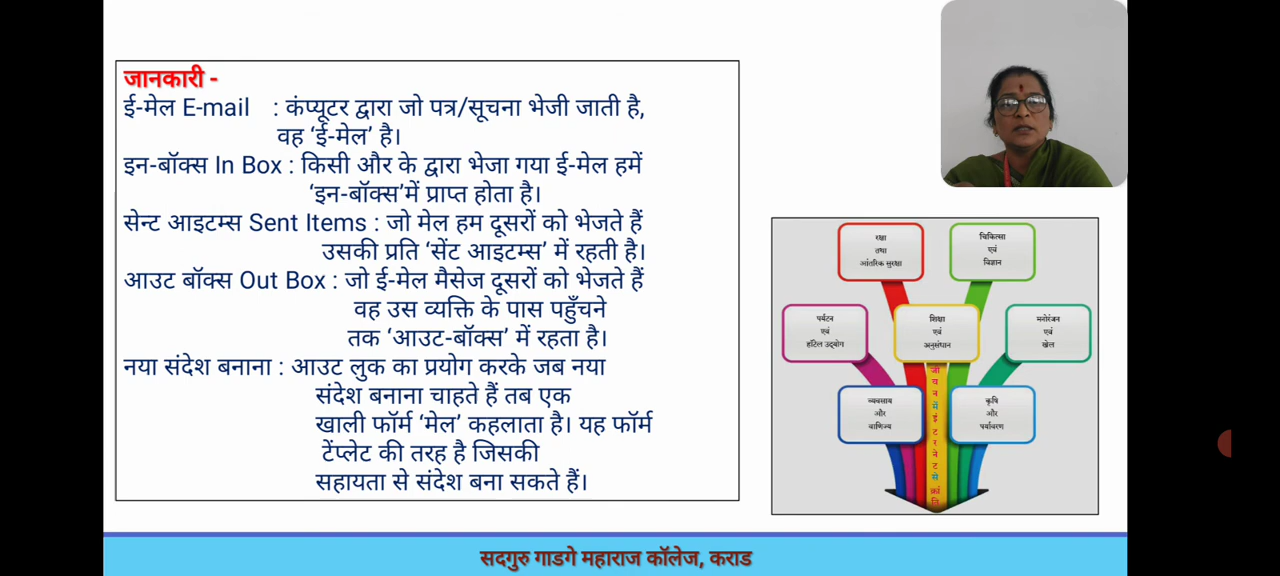 जानकारी -
ई-मेल E-mail : कंप्यूटर द्वारा जो पत्र/सूचना भेजी जाती है,
वह ‘ई-मेल’ है।
इन-बॉक्स In Box : किसी और के द्वारा भेजा गया ई-मेल हमें
‘इन-बॉक्स’में प्राप्त होता है।
सेन्ट आइटम्स Sent Items : जो मेल हम दूसरों को भेजते हैं
उसकी प्रति ‘सेंट आइटम्स’ में रहती है।
आउट बॉक्स Out Box : जो ई-मेल मैसेज दूसरों को भेजते हैं
वह उस व्यक्ति के पास पहुँचने
तक ‘आउट-बॉक्स’ में रहता है।
नया संदेश बनाना : आउट लुक का प्रयोग करके जब नया
संदेश बनाना चाहते हैं तब एक
खाली फॉर्म ‘मेल’ कहलाता है। यह फॉर्म
टेंप्लेट की तरह है जिसकी
सहायता से संदेश बना सकते हैं।
रक्षा
तथा
आंतरिक सुरक्षा
चिकित्सा
एवं
विज्ञान
पर्यटन
एवं
हॉटेल उद्योग
शिक्षा
एवं
अनुसंधान
मनोरंजन
एवं
खेल
व्यवसाय
और
वाणिज्य
कृषि
और
पर्यावरण
में
इंटरनेट
में
क्रांति
सदगुरु गाडगे महाराज कॉलेज, कराड